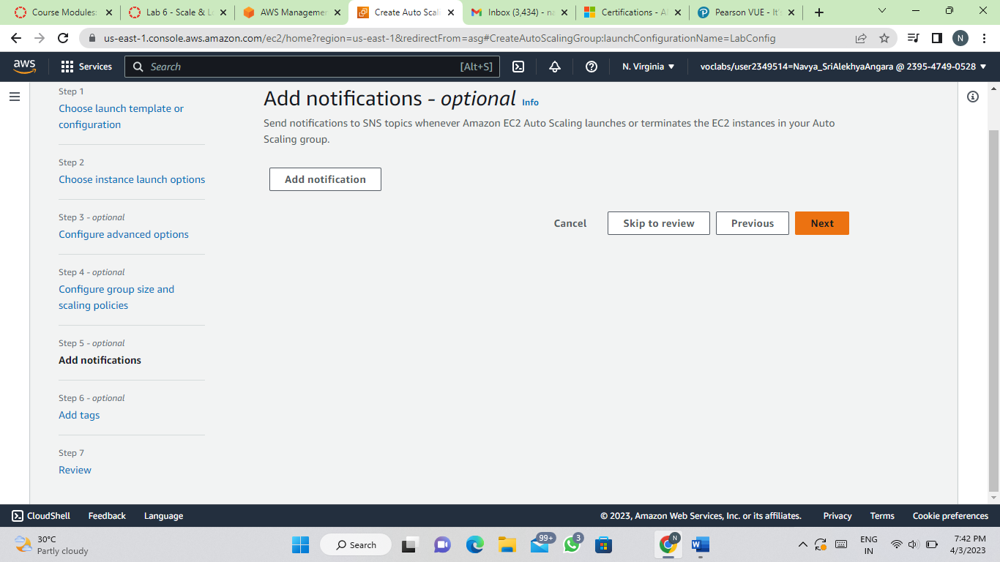 Course Modules:
Lab 6 - Scale & Lo
AWS Managemer
Create Auto Scali
Inbox (3,434) - na
Certifications - A
Pearson VUE - It's
us-east-1.console.aws.amazon.com/ec2/home?region=us-east-1&redirectFrom=asg#CreateAutoScalingGroup:launchConfigurationName=LabConfig
N
aws
Services
Search
[Alt+S]
N. Virginia
voclabs/user2349514=Navya_SriAlekhyaAngara @ 2395-4749-0528
Step 1
Choose launch template or
configuration
Step 2
Choose instance launch options
Step 3 - optional
Configure advanced options
Step 4 - optional
Configure group size and
scaling policies
Step 5 - optional
Add notifications
Step 6 - optional
Add tags
Step 7
Review
Add notifications - optional Info
Send notifications to SNS topics whenever Amazon EC2 Auto Scaling launches or terminates the EC2 instances in your Auto
Scaling group.
Add notification
Cancel
Skip to review
Previous
Next
CloudShell
Feedback
Language
© 2023, Amazon Web Services, Inc. or its affiliates.
Privacy
Terms
Cookie preferences
30°C
Partly cloudy
Search
99+
3
N
ENG
IN
7:42 PM
4/3/2023